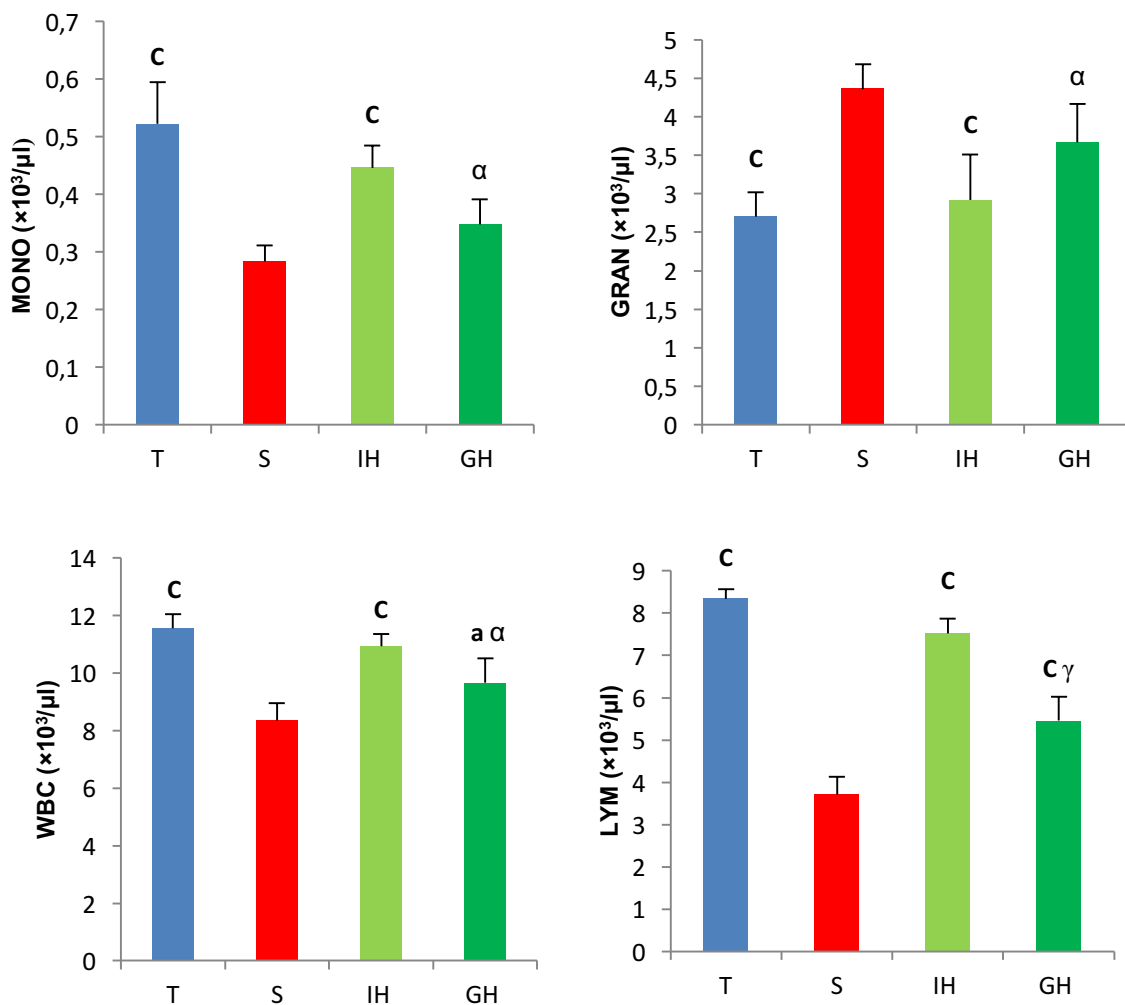 MONO (×10³/µl)
0,7
0,6
0,5
0,4
0,3
0,2
0,1
0
C
C
α
T S IH GH
GRAN (×10³/µl)
5
4,5
4
3,5
3
2,5
2
1,5
1
0,5
0
C
C
α
T S IH GH
WBC (×10³/µl)
14
12
10
8
6
4
2
0
C
C
a α
T S IH GH
LYM (×10³/µl)
9
8
7
6
5
4
3
2
1
0
C
C
C γ
T S IH GH